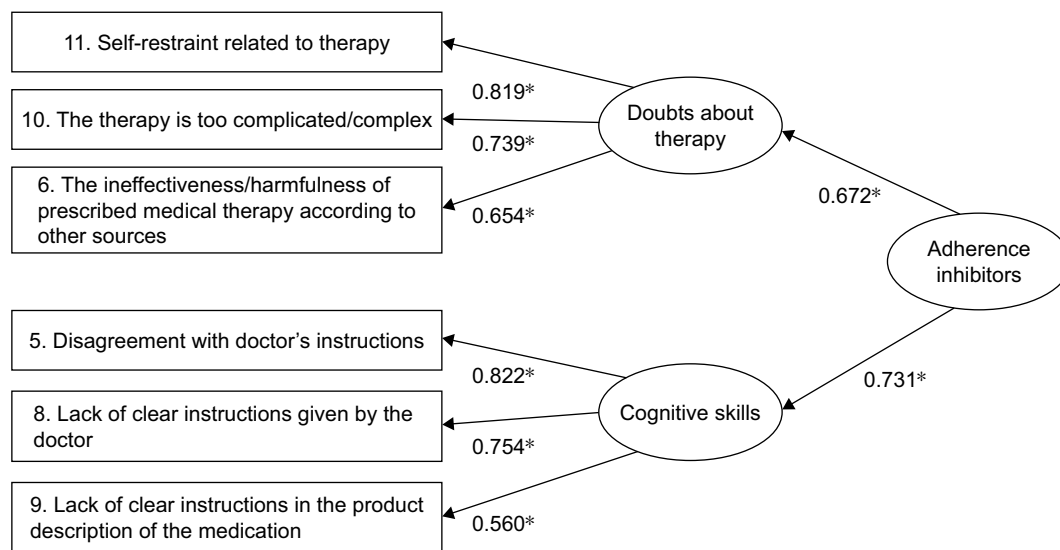 11. Self-restraint related to therapy
0.819*
10. The therapy is too complicated/complex
0.739*
6. The ineffectiveness/harmfulness of
prescribed medical therapy according to
other sources
0.654*
Doubts about
therapy
0.672*
Adherence
inhibitors
5. Disagreement with doctor’s instructions
0.822*
8. Lack of clear instructions given by the
doctor
0.754*
9. Lack of clear instructions in the product
description of the medication
0.560*
Cognitive skills
0.731*